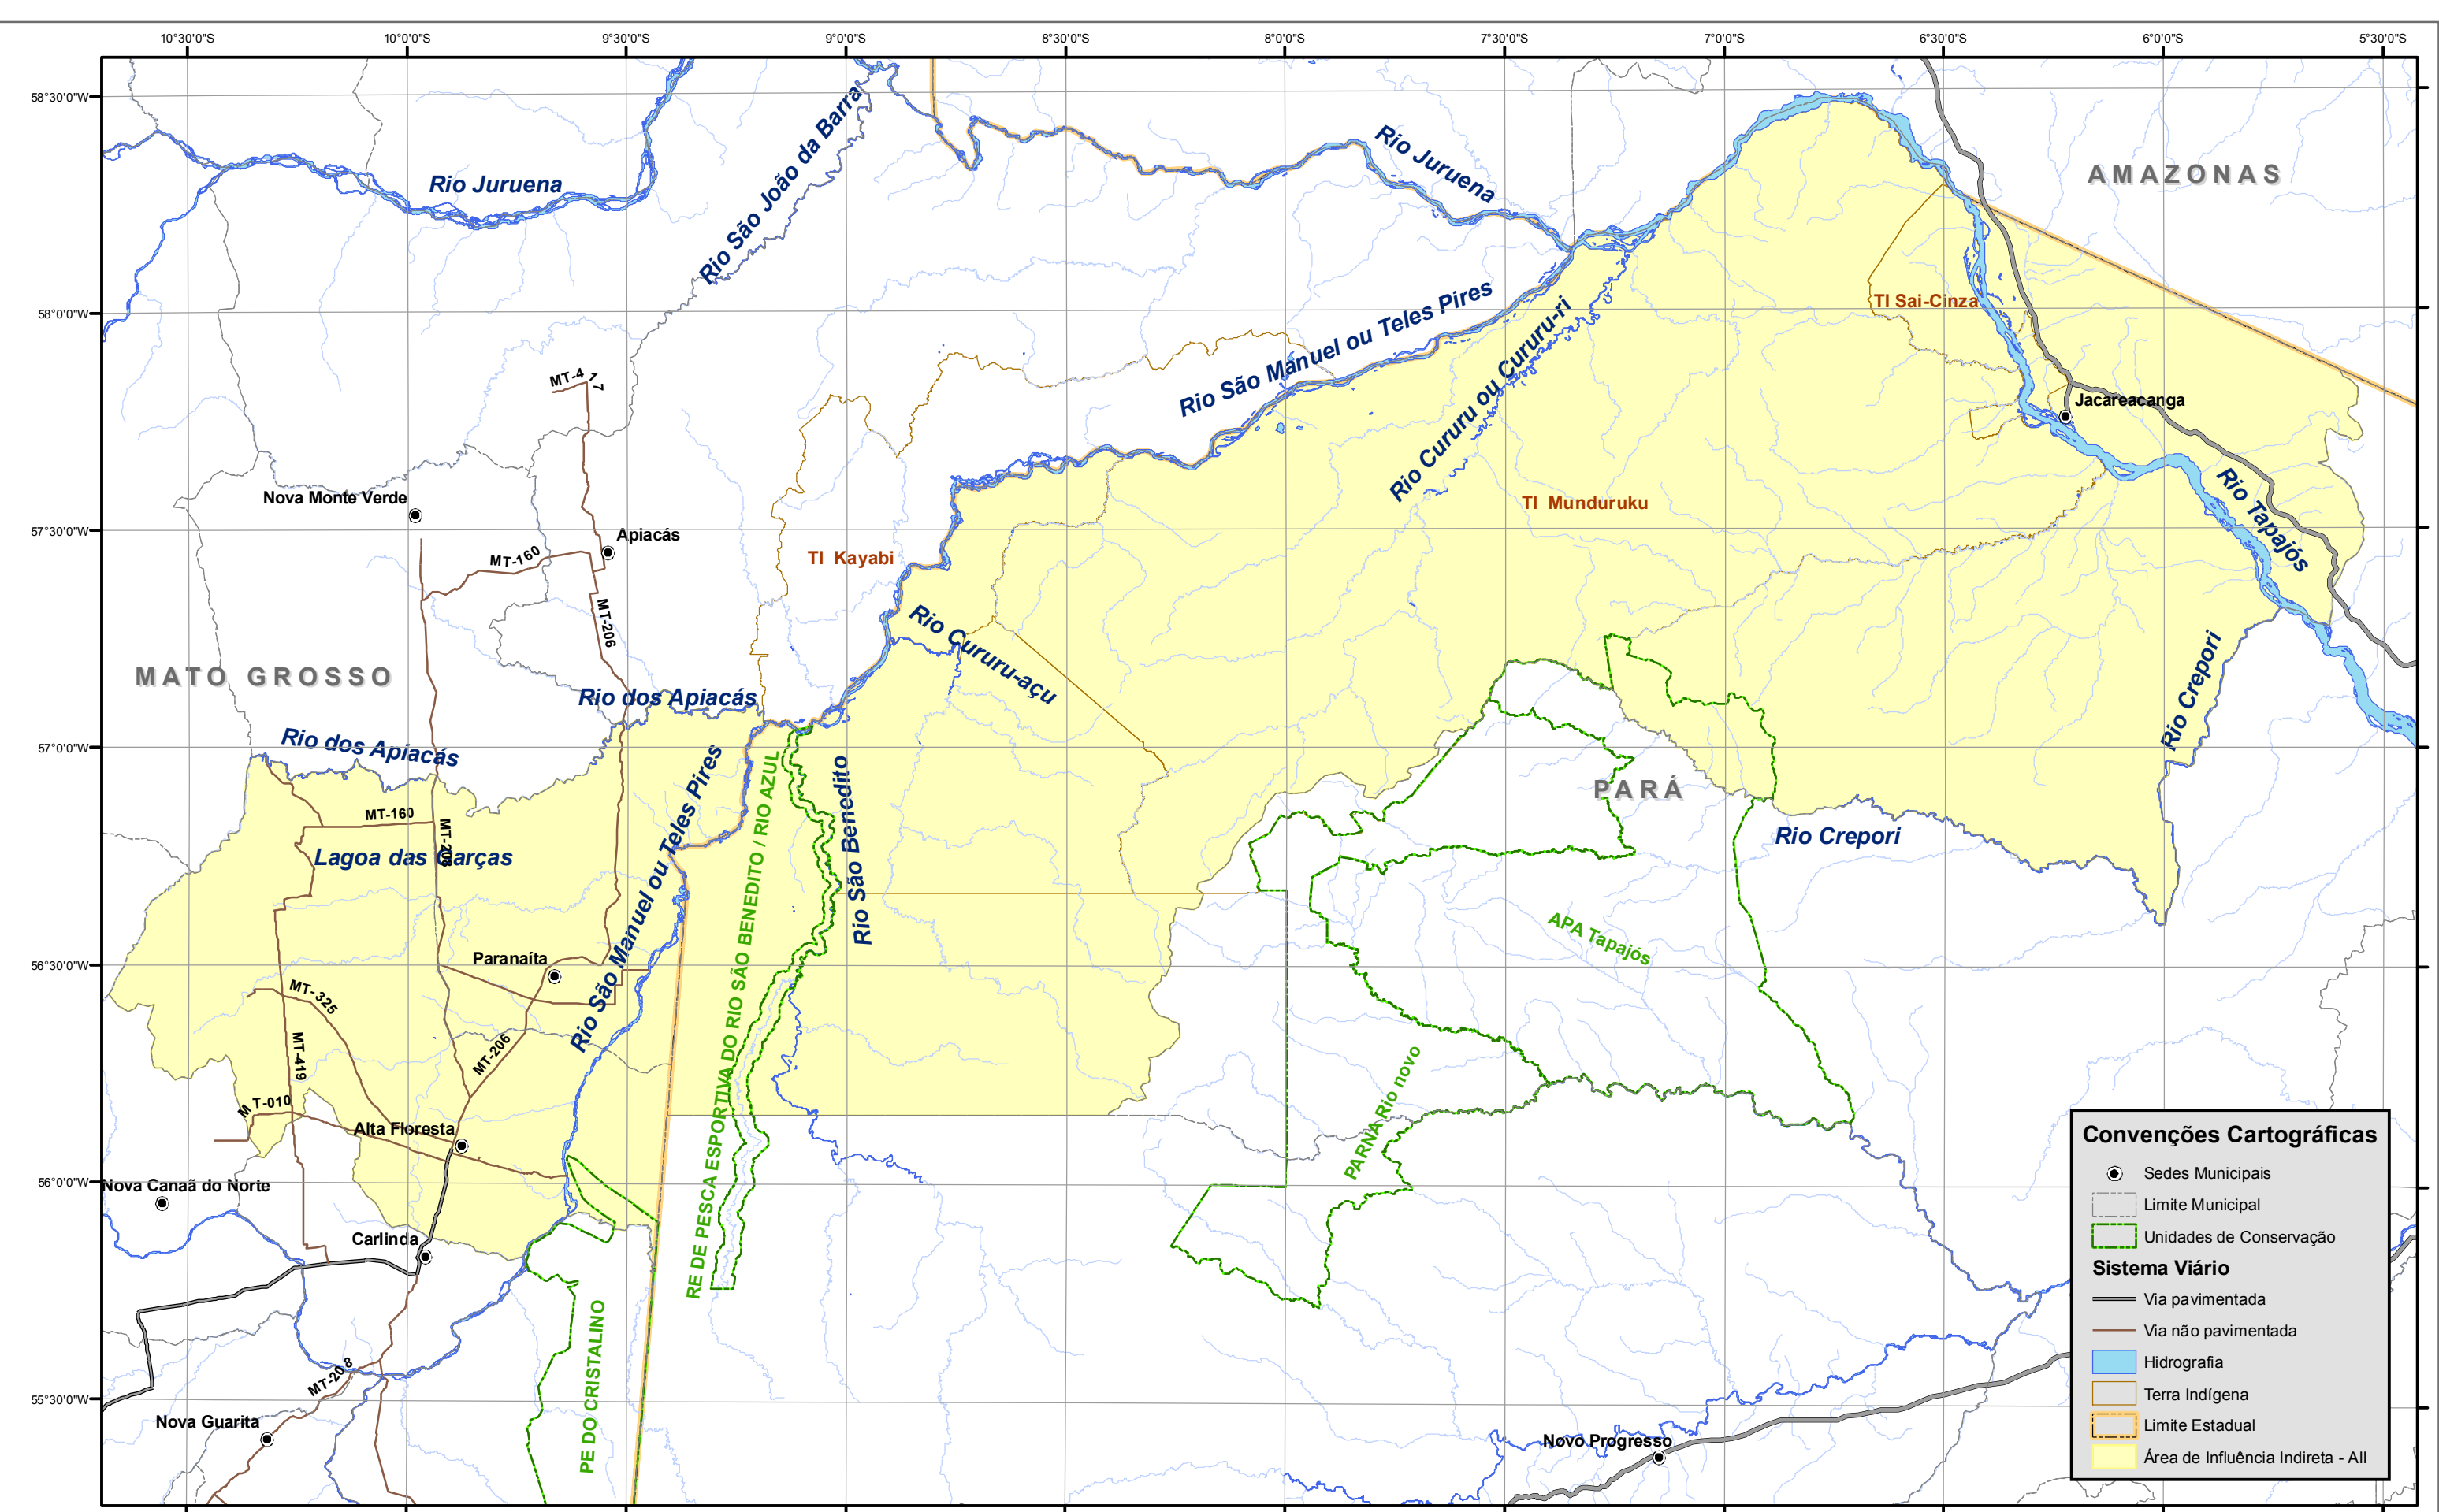 10°30'0"S
10°0'0"S
9°30'0"S
9°0'0"S
8°30'0"S
8°0'0"S
7°30'0"S
7°0'0"S
6°30'0"S
6°0'0"S
5°30'0"S
58°30'0"W
58°0'0"W
57°30'0"W
57°0'0"W
56°30'0"W
56°0'0"W
55°30'0"W
Rio Juruena
Rio São João da Barra
Rio Juruena
AMAZONAS
TI Sai-Cinza
Rio São Manuel ou Teles Pires
Rio Cururu ou Cururu-ri
MT-417
Jacareacanga
Nova Monte Verde
Apiacás
MT-160
TI Kayabi
TI Munduruku
Rio Tapajós
MT-206
Rio Cururu-açu
MATO GROSSO
Rio dos Apiacás
Rio dos Apiacás
Rio Crepori
PARÁ
MT-160
MT-208
Lagoa das Garças
Rio São Manuel ou Teles Pires
RE DE PESCA ESPORTIVA DO RIO SÃO BENEDITO / RIO AZUL
Rio São Benedito
Rio Crepori
APA Tapajós
Paranaíta
MT-325
MT-419
MT-206
MT-010
Alta Floresta
PARNA Rio novo
Nova Canaã do Norte
Carlinda
PE DO CRISTALINO
MT-208
Nova Guarita
Novo Progresso
Convenções Cartográficas
Sedes Municipais
Limite Municipal
Unidades de Conservação
Sistema Viário
Via pavimentada
Via não pavimentada
Hidrografia
Terra Indígena
Limite Estadual
Área de Influência Indireta - AII